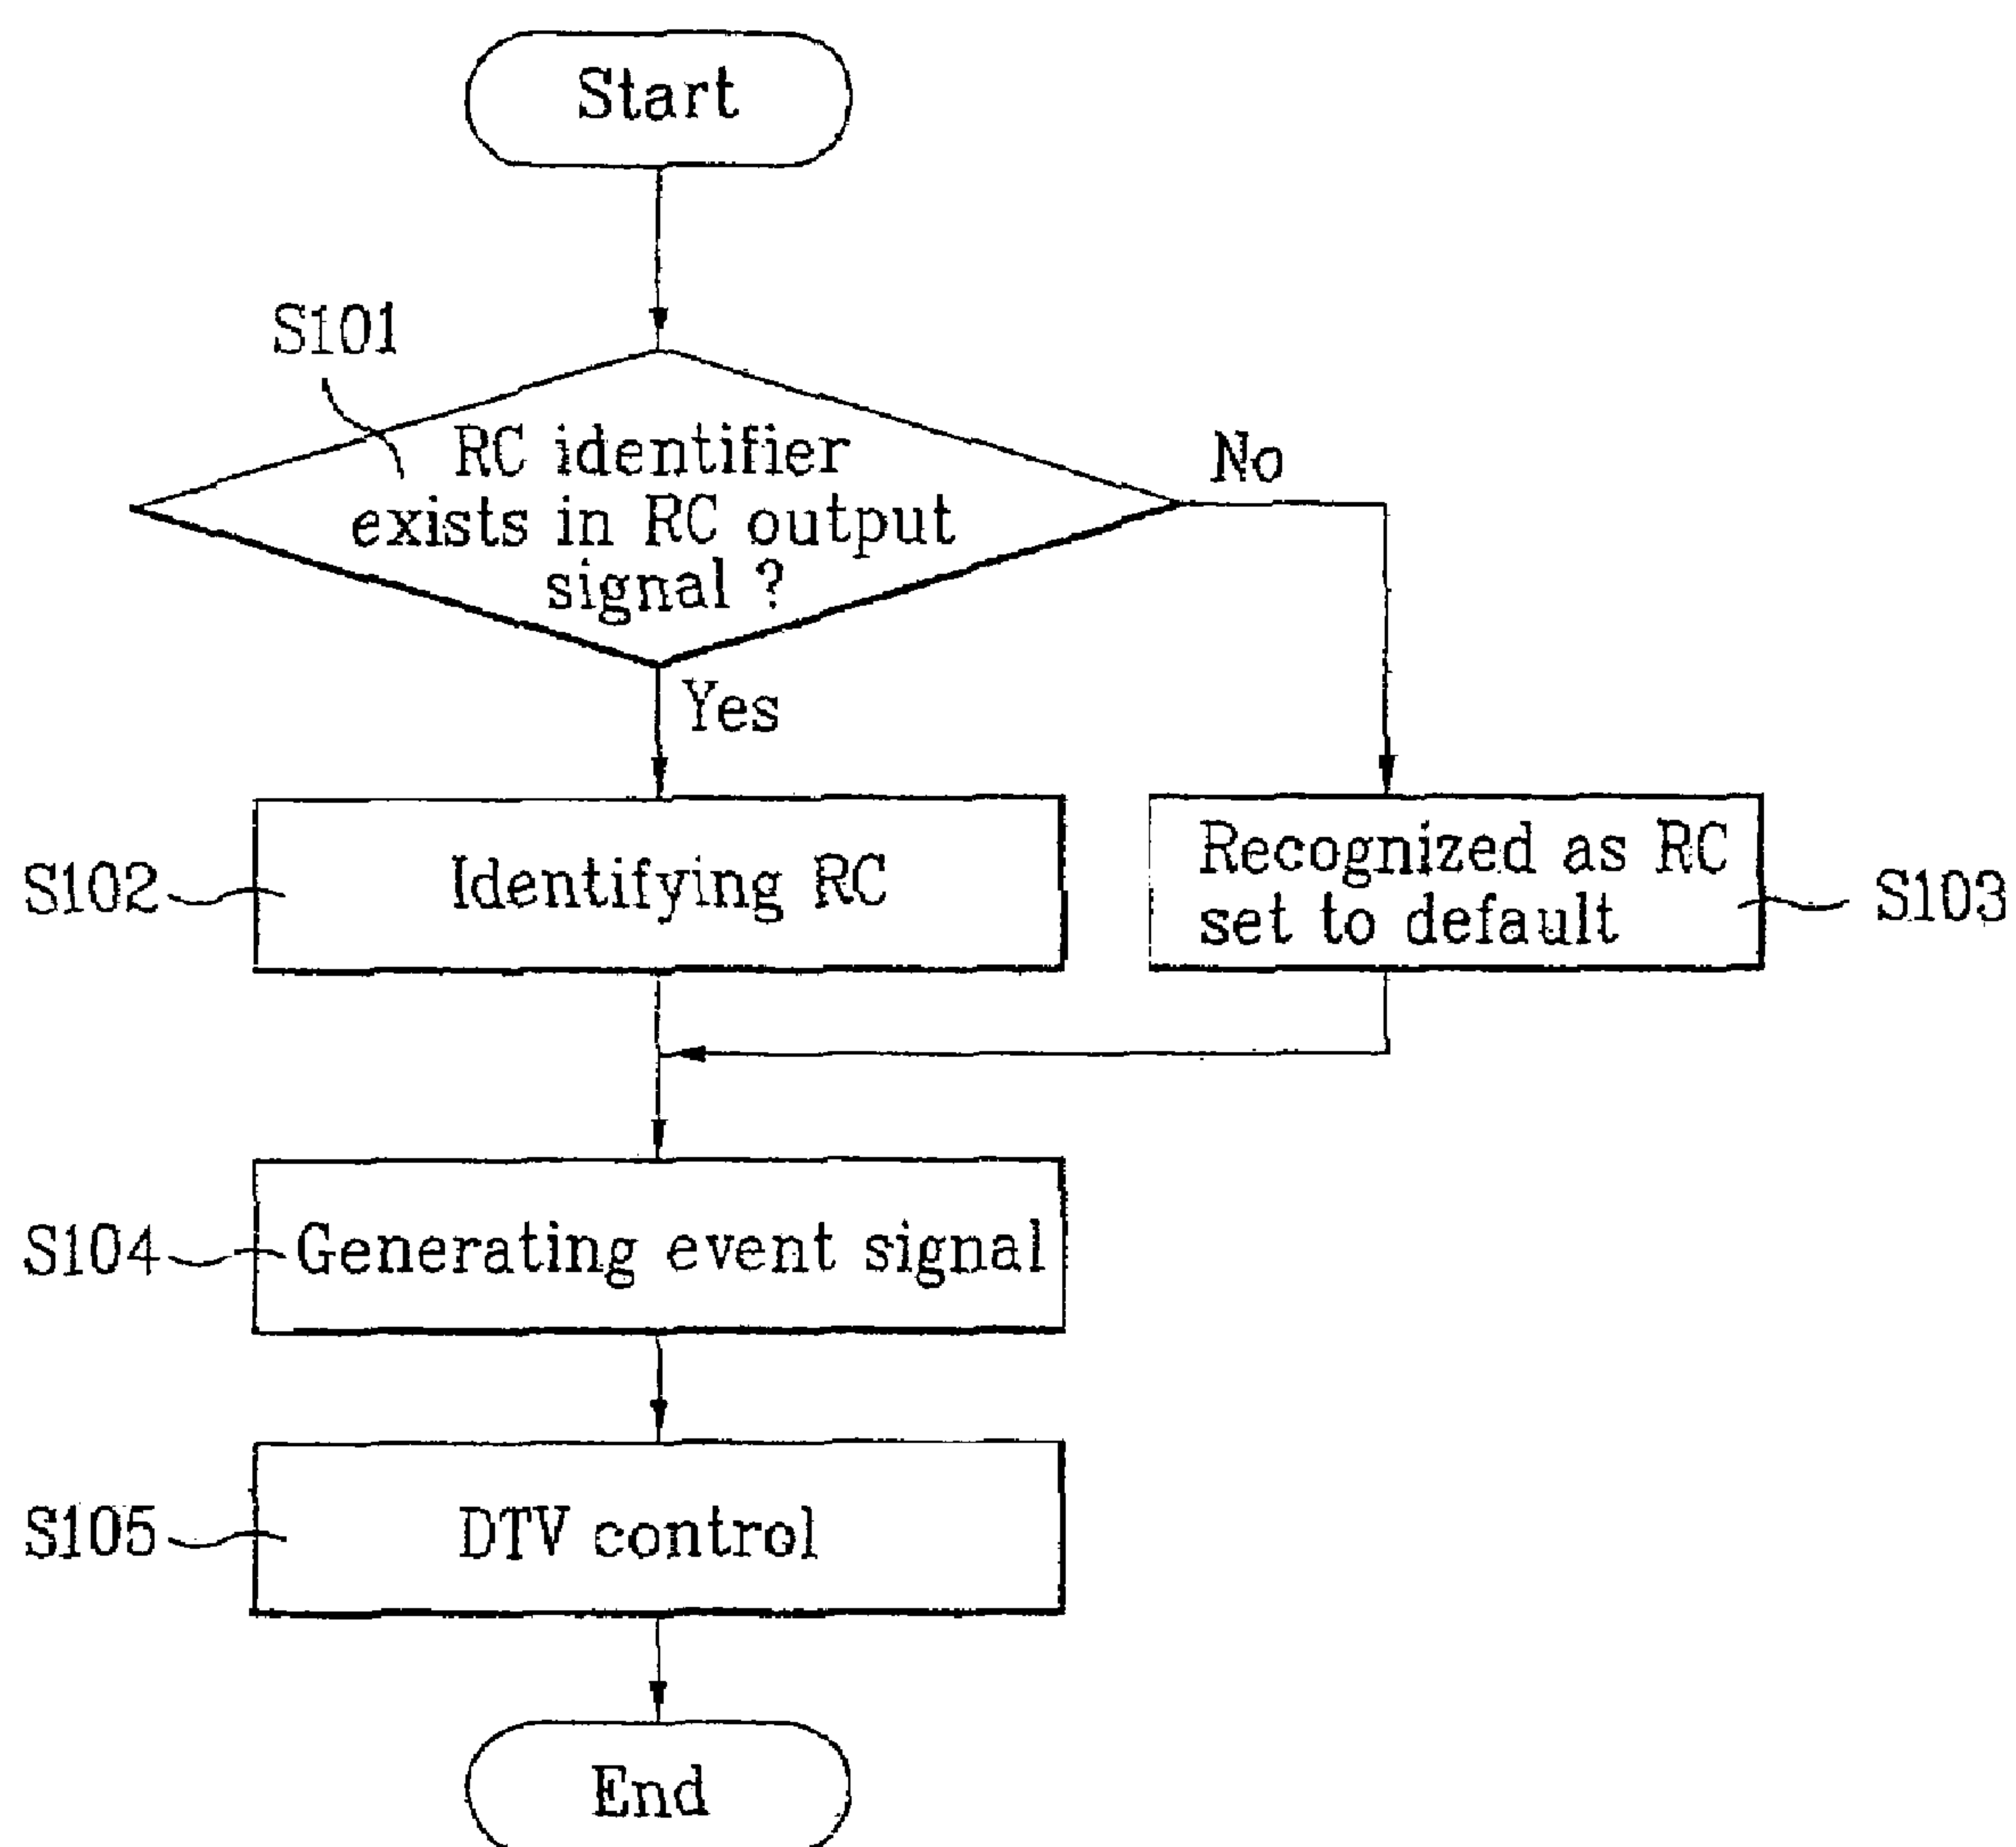 Start
S101
RC identifier
exists in RC output
signal ?
No
Yes
S102
Identifying RC
Recognized as RC
set to default
S103
S104
Generating event signal
S105
DTV control
End